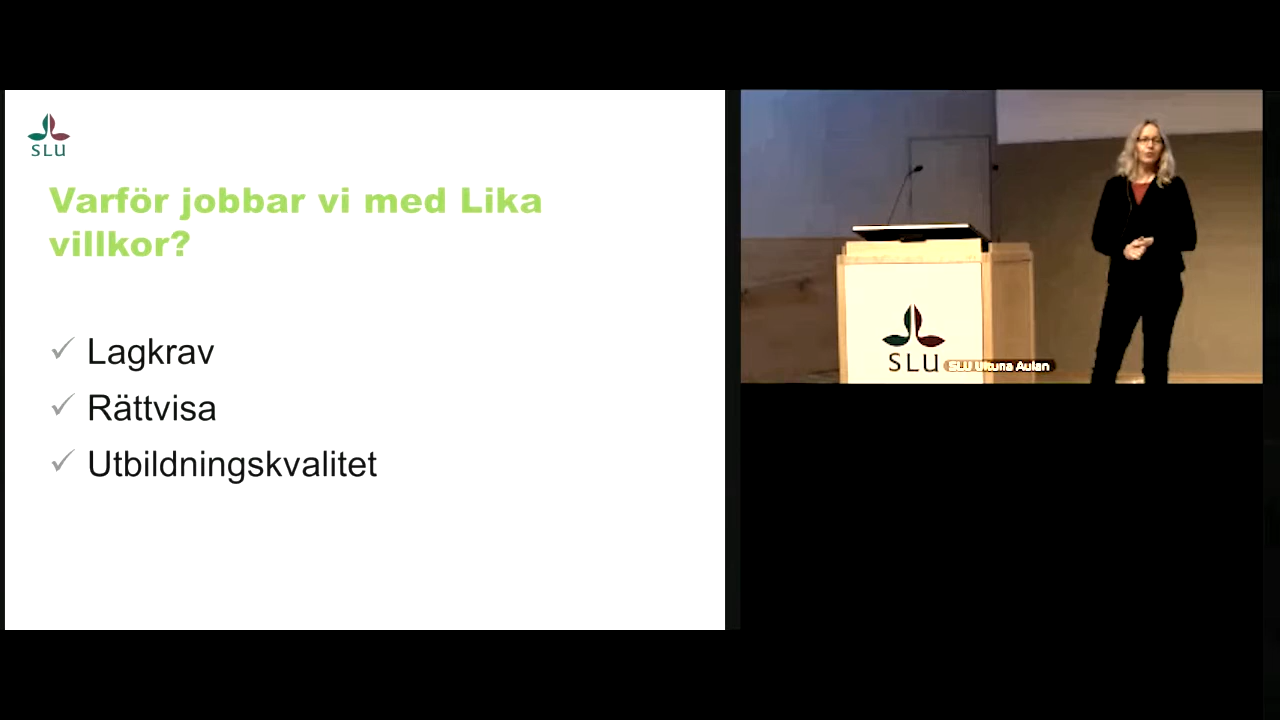 SLU
Varför jobbar vi med Lika
villkor?
Lagkrav
Rättvisa
Utbildningskvalitet
SLU
SLU Ultuna Aulan